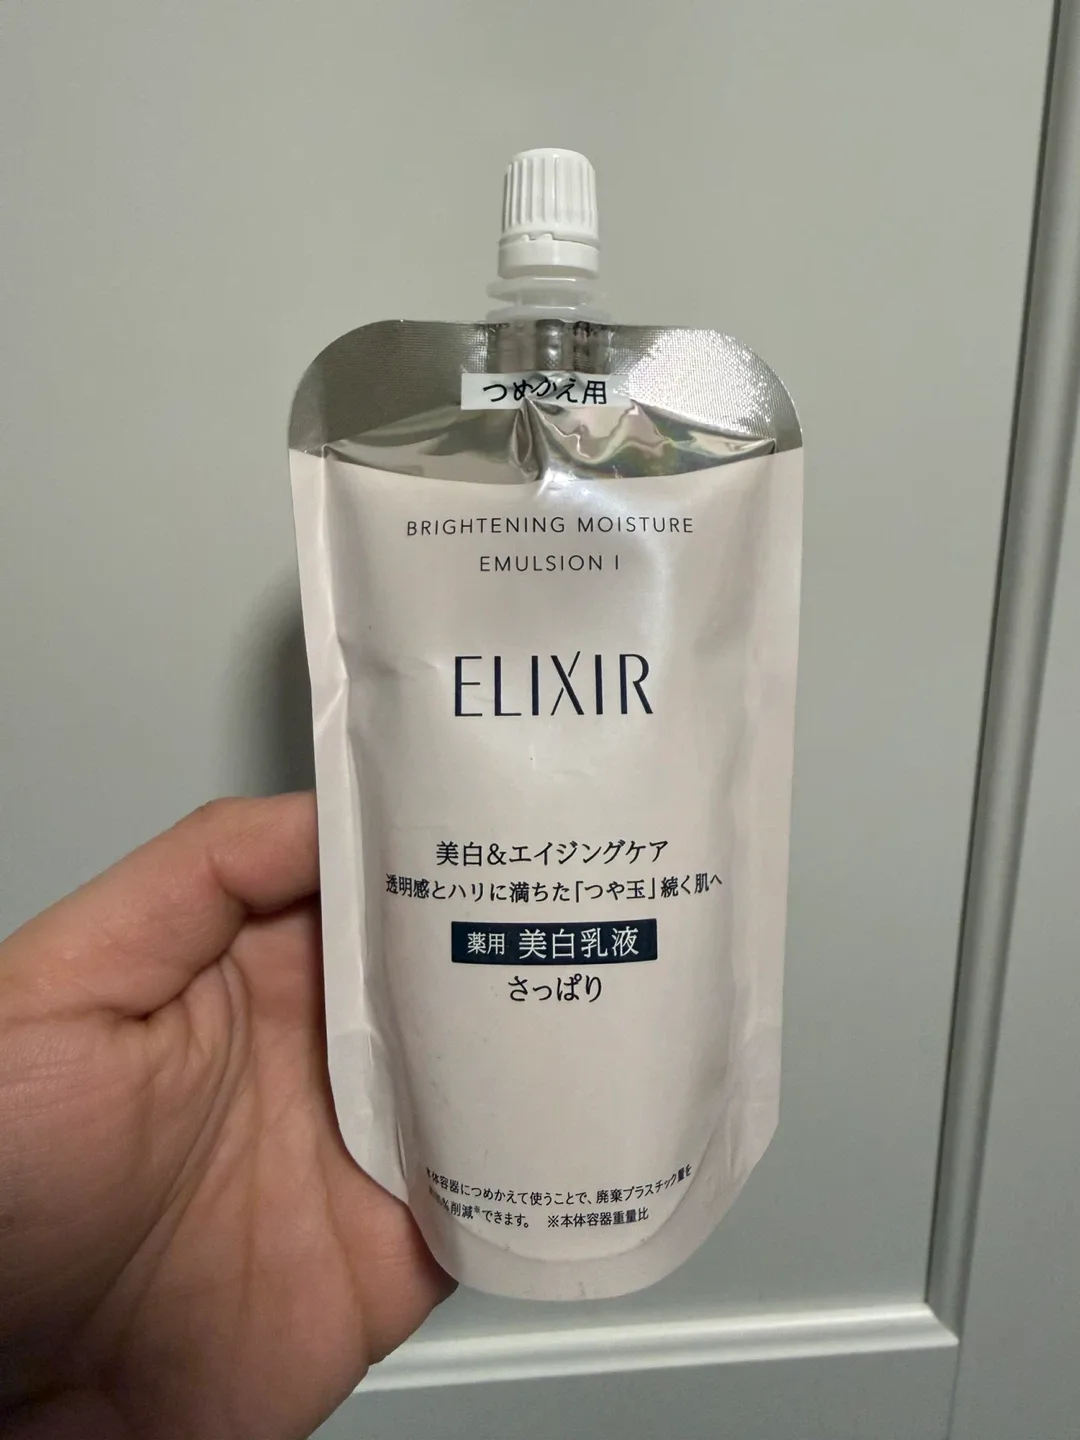 つめかえ用
BRIGHTENING MOISTURE
EMULSION I
ELIXIR
美白&エイジングケア
透明感とハリに満ちた「つや玉」続く肌へ
薬用 美白乳液
さっぱり
体容器につめかえて使うことで、廃棄プラスチック量を
%削減※できます。 ※本体容器重量比